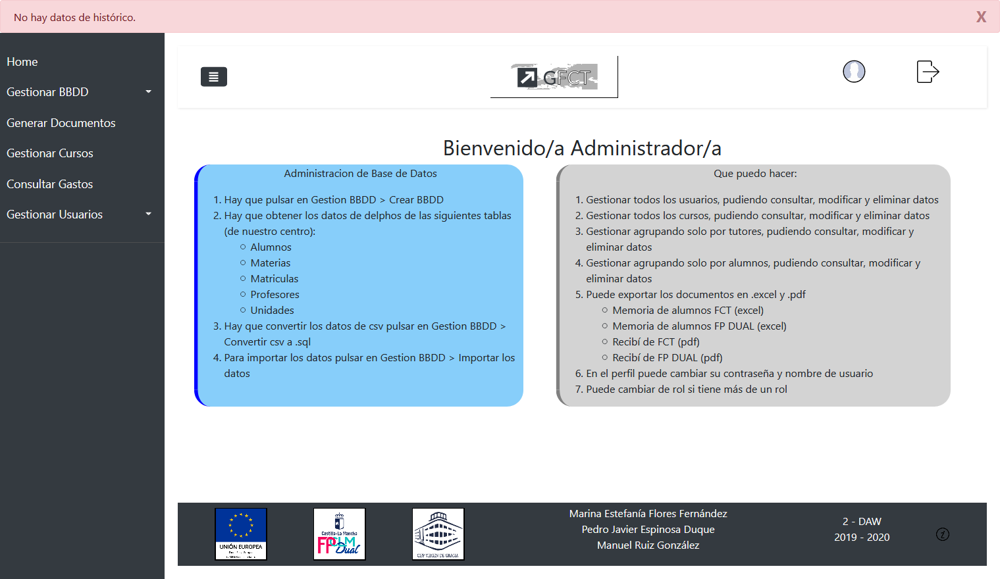 No hay datos de histórico.
X
Home
Gestionar BBDD
Generar Documentos
Gestionar Cursos
Consultar Gastos
Gestionar Usuarios
GFCT
Bienvenido/a Administrador/a
Administracion de Base de Datos
1. Hay que pulsar en Gestion BBDD > Crear BBDD
2. Hay que obtener los datos de delphos de las siguientes tablas
(de nuestro centro):
Alumnos
Materias
Matriculas
Profesores
Unidades
3. Hay que convertir los datos de csv pulsar en Gestion BBDD >
Convertir csv a .sql
4. Para importar los datos pulsar en Gestion BBDD > Importar los
datos
Que puedo hacer:
1. Gestionar todos los usuarios, pudiendo consultar, modificar y eliminar datos
2. Gestionar todos los cursos, pudiendo consultar, modificar y eliminar datos
3. Gestionar agrupando solo por tutores, pudiendo consultar, modificar y
eliminar datos
4. Gestionar agrupando solo por alumnos, pudiendo consultar, modificar y
eliminar datos
5. Puede exportar los documentos en .excel y .pdf
Memoria de alumnos FCT (excel)
Memoria de alumnos FP DUAL (excel)
Recibí de FCT (pdf)
Recibí de FP DUAL (pdf)
6. En el perfil puede cambiar su contraseña y nombre de usuario
7. Puede cambiar de rol si tiene más de un rol
UNIÓN EUROPEA
Castilla-La Mancha
FP CLM
Dual
CIFP VIRGEN DE GRACIA
Marina Estefanía Flores Fernández
Pedro Javier Espinosa Duque
Manuel Ruiz González
2 - DAW
2019 - 2020